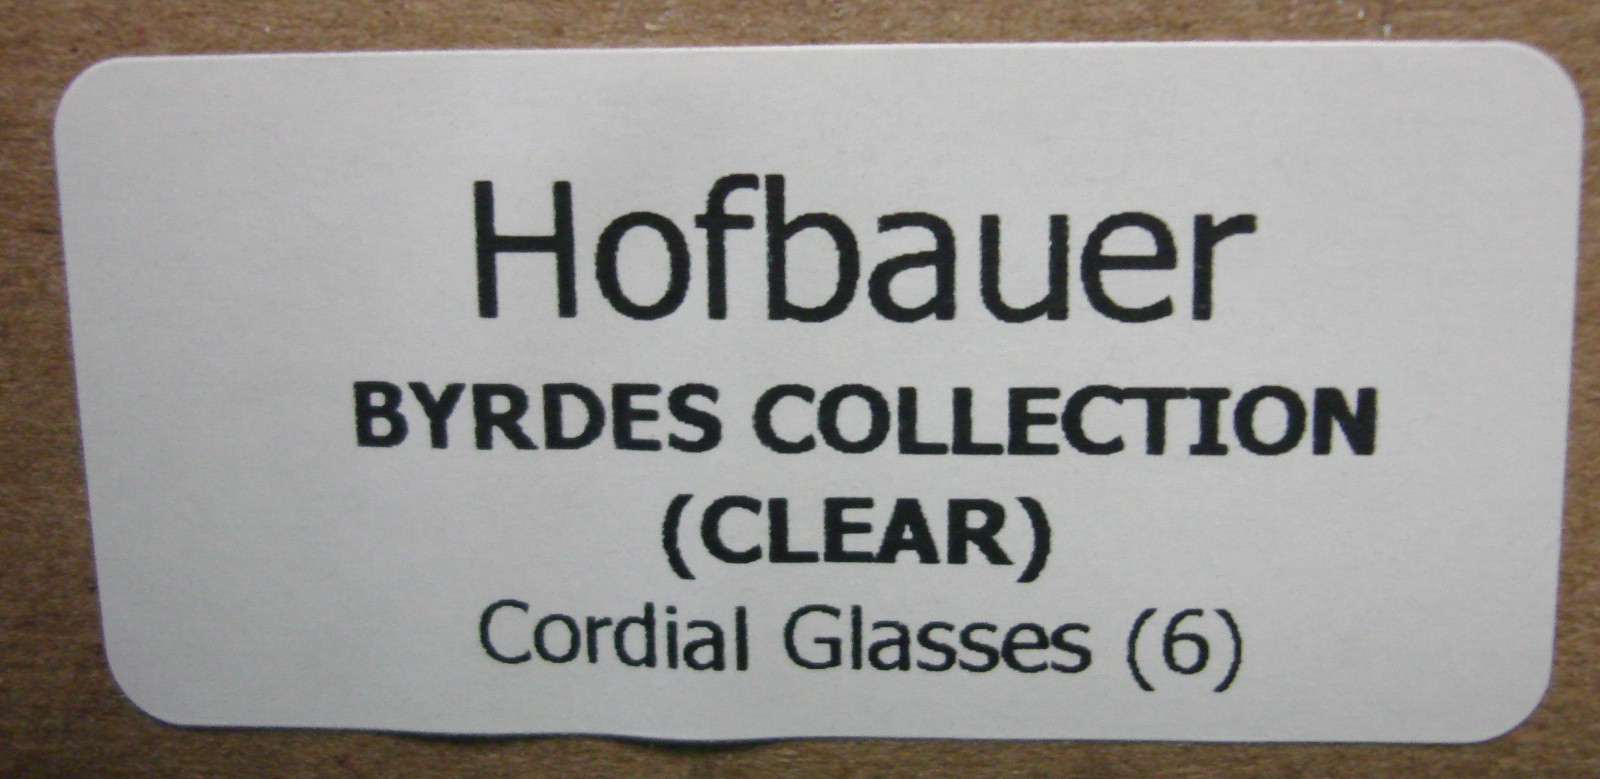 Hofbauer
BYRDES COLLECTION
(CLEAR)
Cordial Glasses (6)